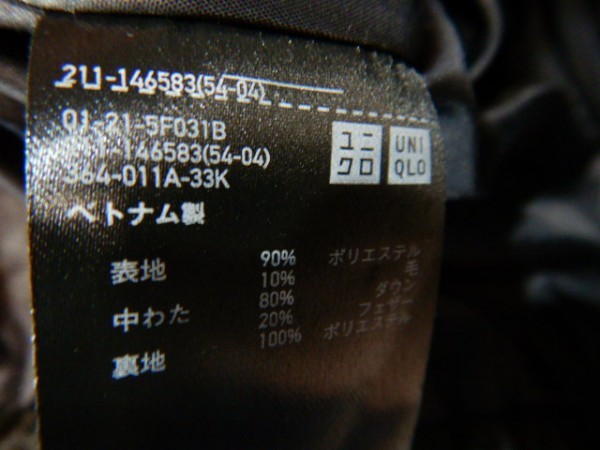 211-146583(54-04)
01-21-5F031B
211-146583(54-04)
364-011A-33K
ユニ
クロ
UNI
QLO
ベトナム製
表地 90% ポリエステル
10% 毛
中わた 80% ダウン
20% フェザー
裏地 100% ポリエステル